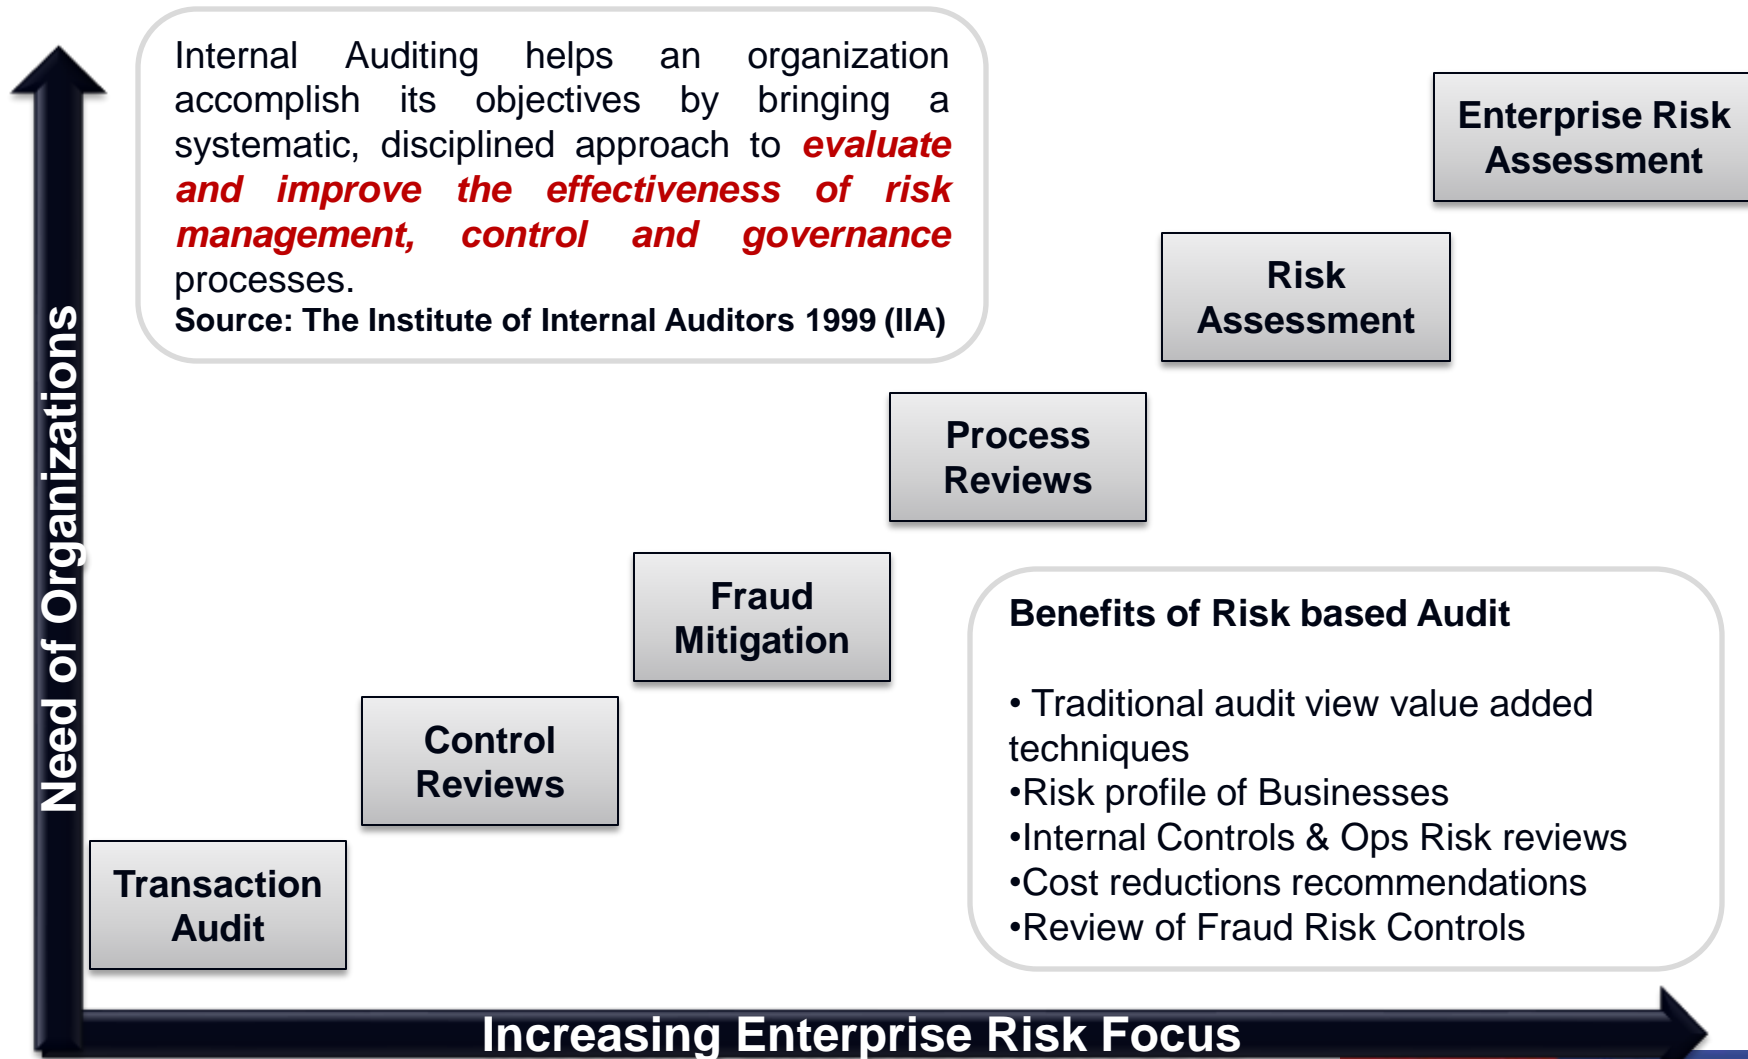 Internal Auditing helps an organization
accomplish its objectives by bringing a
systematic, disciplined approach to evaluate
and improve the effectiveness of risk
management, control and governance
processes.
Source: The Institute of Internal Auditors 1999 (IIA)
Enterprise Risk
Assessment
Risk
Assessment
Process
Reviews
Fraud
Mitigation
Control
Reviews
Transaction
Audit
Benefits of Risk based Audit
• Traditional audit view value added
techniques
•Risk profile of Businesses
•Internal Controls & Ops Risk reviews
•Cost reductions recommendations
•Review of Fraud Risk Controls
Need of Organizations
Increasing Enterprise Risk Focus